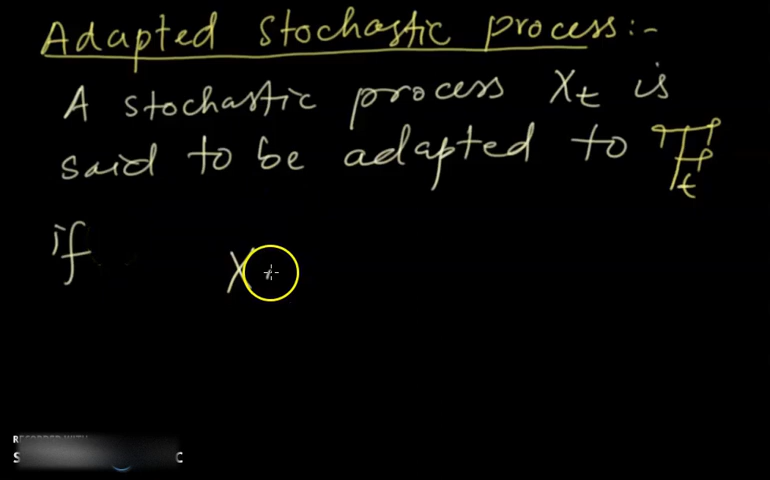 Adapted stochastic process:-
A stochastic process Xt is
said to be adapted to Ft
if X